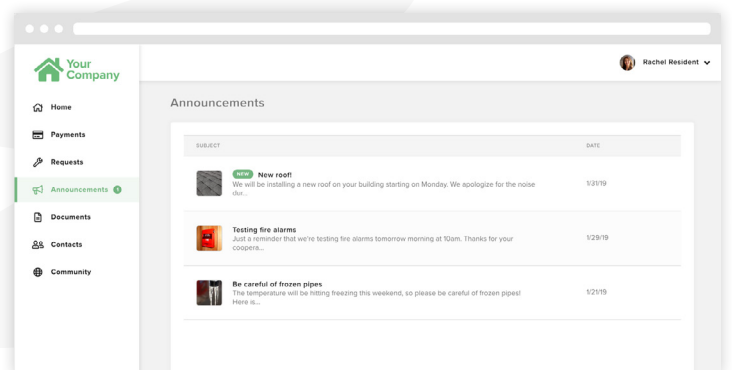 Your
Company
Rachel Resident
Home
Payments
Requests
Announcements
Documents
Contacts
Community
Announcements
SUBJECT
DATE
NEW New roof!
We will be installing a new roof on your building starting on Monday. We apologize for the noise
dur...
1/31/19
Testing fire alarms
Just a reminder that we're testing fire alarms tomorrow morning at 10am. Thanks for your
coopera...
1/29/19
Be careful of frozen pipes
The temperature will be hitting freezing this weekend, so please be careful of frozen pipes!
Here is...
1/21/19